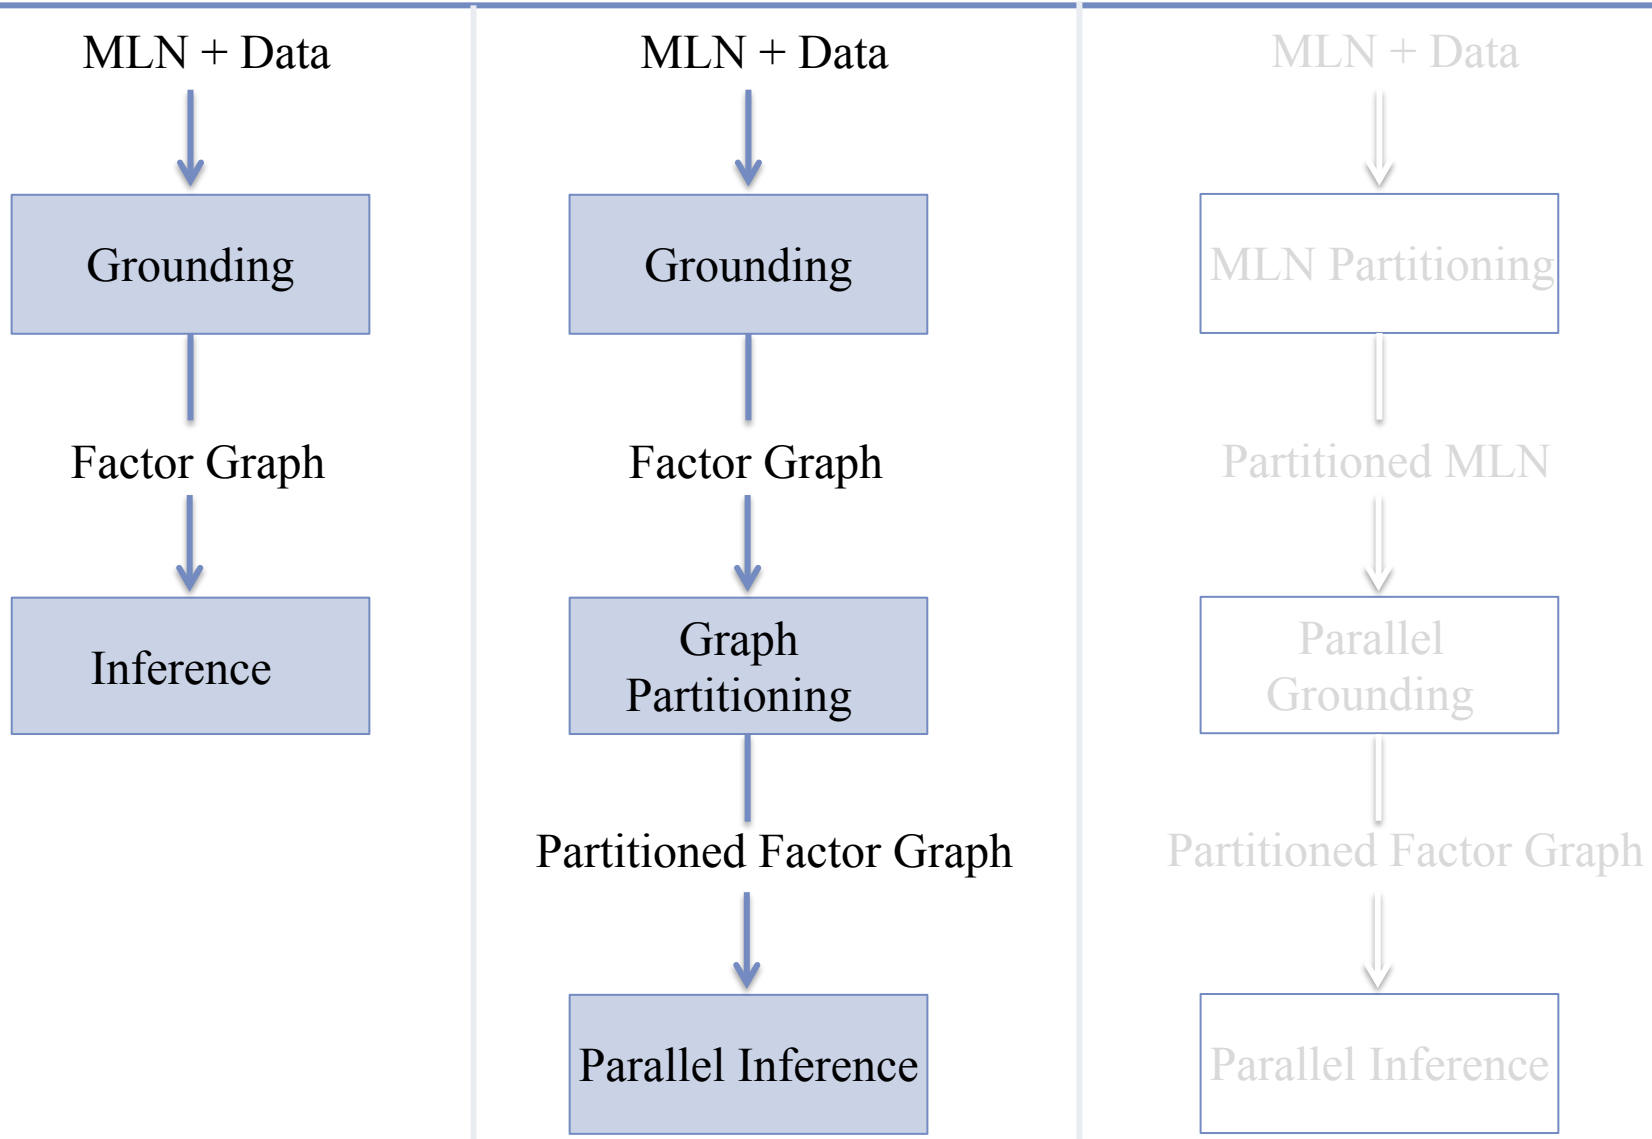 MLN + Data
Grounding
Factor Graph
Inference
MLN + Data
Grounding
Factor Graph
Graph
Partitioning
Partitioned Factor Graph
Parallel Inference
MLN + Data
MLN Partitioning
Partitioned MLN
Parallel
Grounding
Partitioned Factor Graph
Parallel Inference